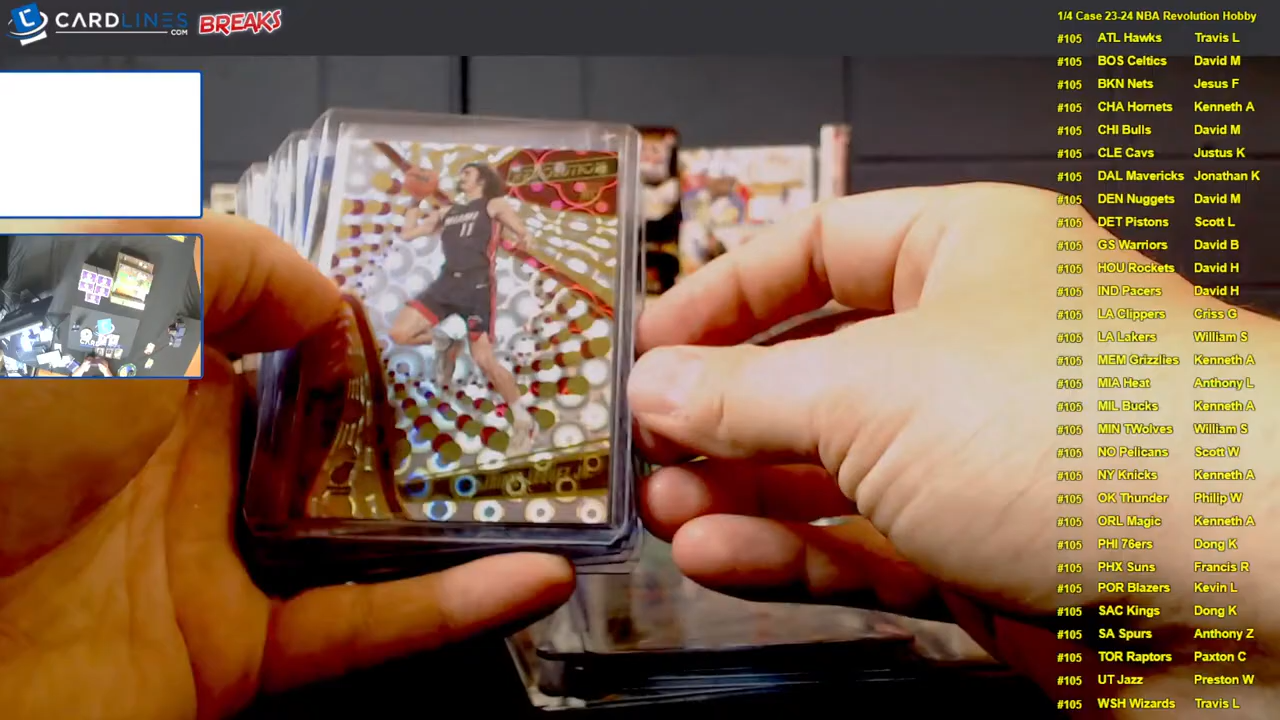 CARDLINES
.COM
BREAKS
REVOLUTION
MIAMI
11
1/4 Case 23-24 NBA Revolution Hobby
#105 ATL Hawks Travis L
#105 BOS Celtics David M
#105 BKN Nets Jesus F
#105 CHA Hornets Kenneth A
#105 CHI Bulls David M
#105 CLE Cavs Justus K
#105 DAL Mavericks Jonathan K
#105 DEN Nuggets David M
#105 DET Pistons Scott L
#105 GS Warriors David B
#105 HOU Rockets David H
#105 IND Pacers David H
#105 LA Clippers Criss G
#105 LA Lakers William S
#105 MEM Grizzlies Kenneth A
#105 MIA Heat Anthony L
#105 MIL Bucks Kenneth A
#105 MIN TWolves William S
#105 NO Pelicans Scott W
#105 NY Knicks Kenneth A
#105 OK Thunder Philip W
#105 ORL Magic Kenneth A
#105 PHI 76ers Dong K
#105 PHX Suns Francis R
#105 POR Blazers Kevin L
#105 SAC Kings Dong K
#105 SA Spurs Anthony Z
#105 TOR Raptors Paxton C
#105 UT Jazz Preston W
#105 WSH Wizards Travis L